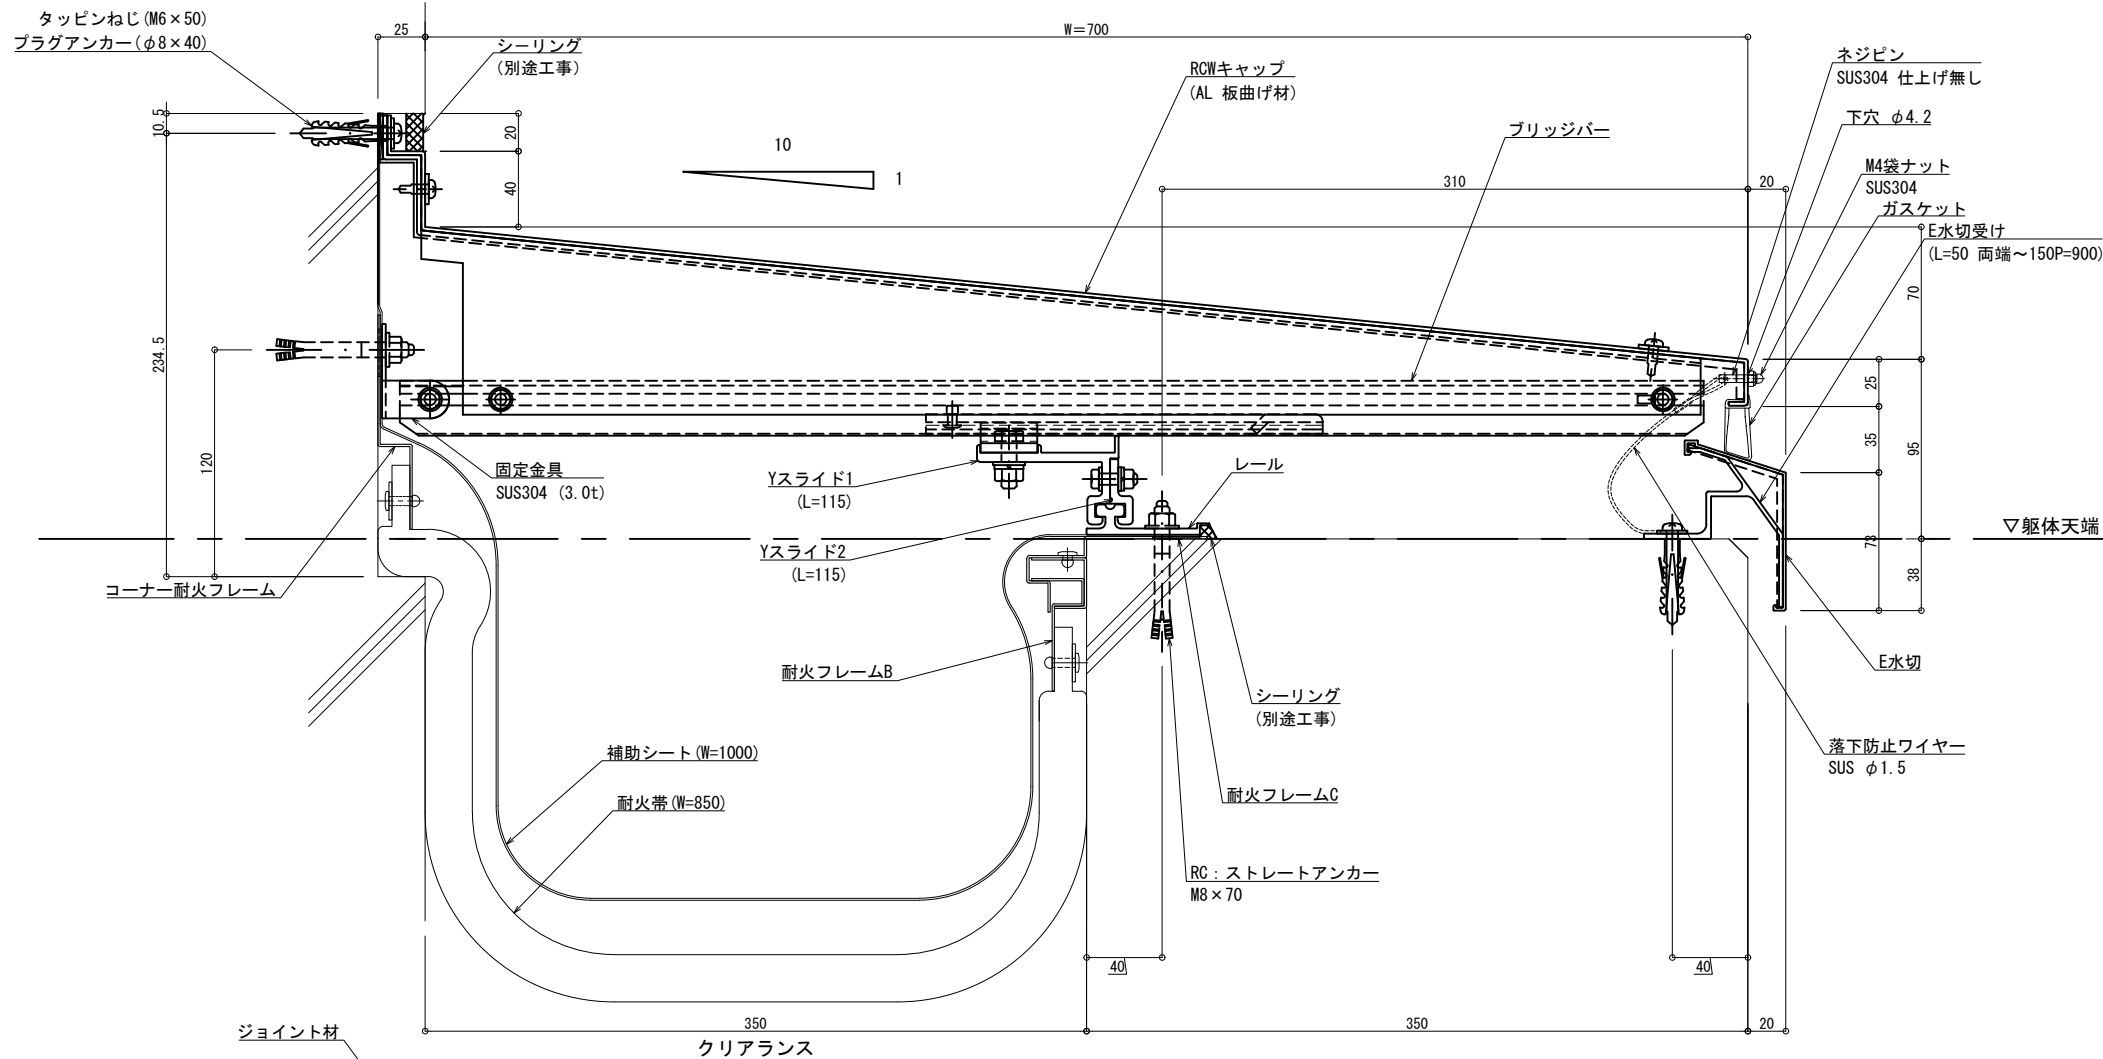 タッピンねじ(M6×50)
プラグアンカー(φ8×40)
25
W=700
シーリング
(別途工事)
RCWキャップ
(AL 板曲げ材)
ネジピン
SUS304 仕上げ無し
下穴 φ4.2
ブリッジバー
M4袋ナット
SUS304
ガスケット
E水切受け
(L=50 両端～150P=900)
10.5
20
40
10
1
310
20
70
234.5
120
25
35
95
73
38
固定金具
SUS304 (3.0t)
Yスライド1
(L=115)
レール
▽躯体天端
Yスライド2
(L=115)
コーナー耐火フレーム
耐火フレームB
シーリング
(別途工事)
E水切
補助シート(W=1000)
耐火帯(W=850)
落下防止ワイヤー
SUS φ1.5
耐火フレームC
RC：ストレートアンカー
M8×70
40
40
350
350
20
クリアランス
ジョイント材